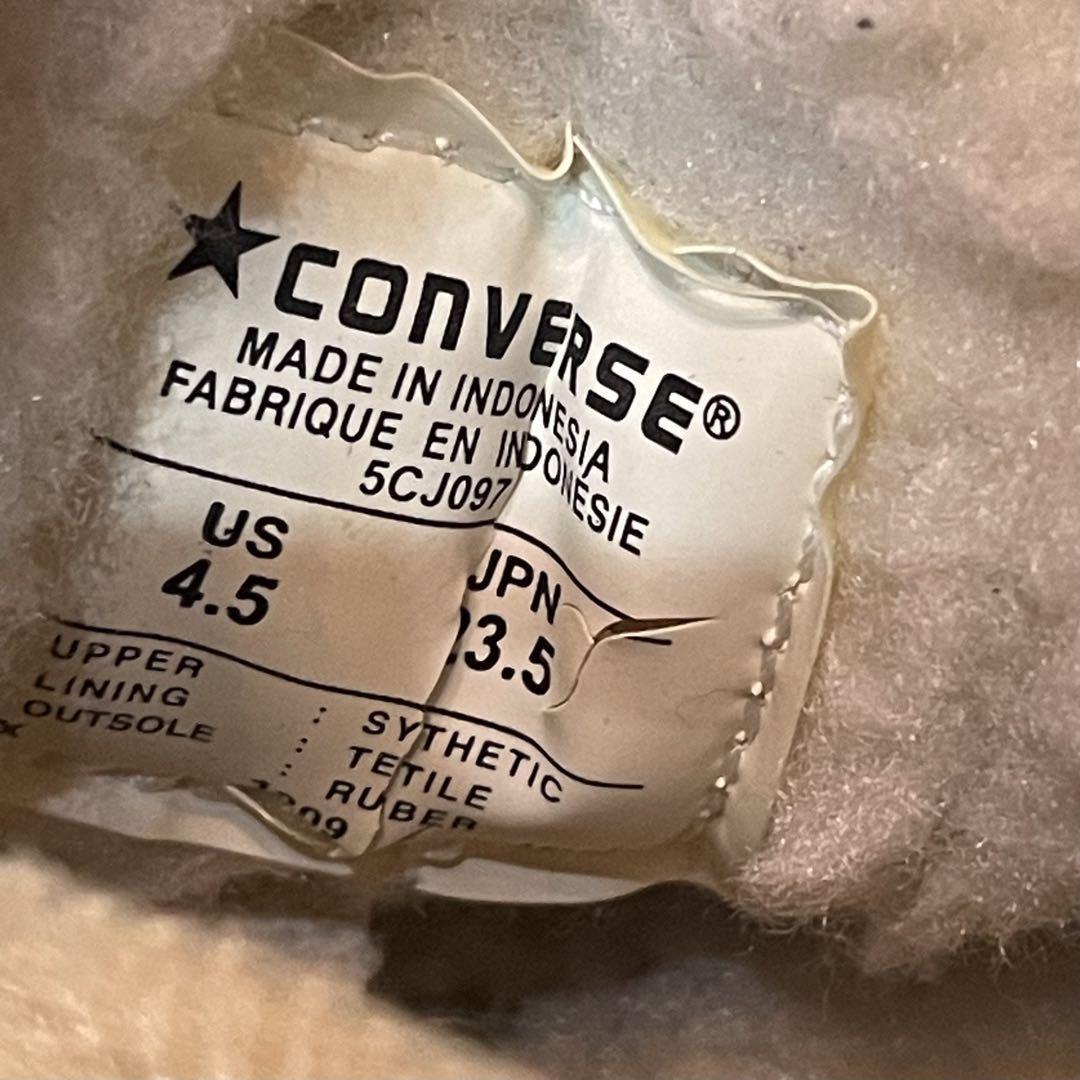 CONVERSE®
MADE IN INDONESIA
FABRIQUE EN INDONÉSIE
5CJ097
US JPN
4.5 23.5
UPPER : SYTHETIC
LINING : TETILE
OUTSOLE : RUBER